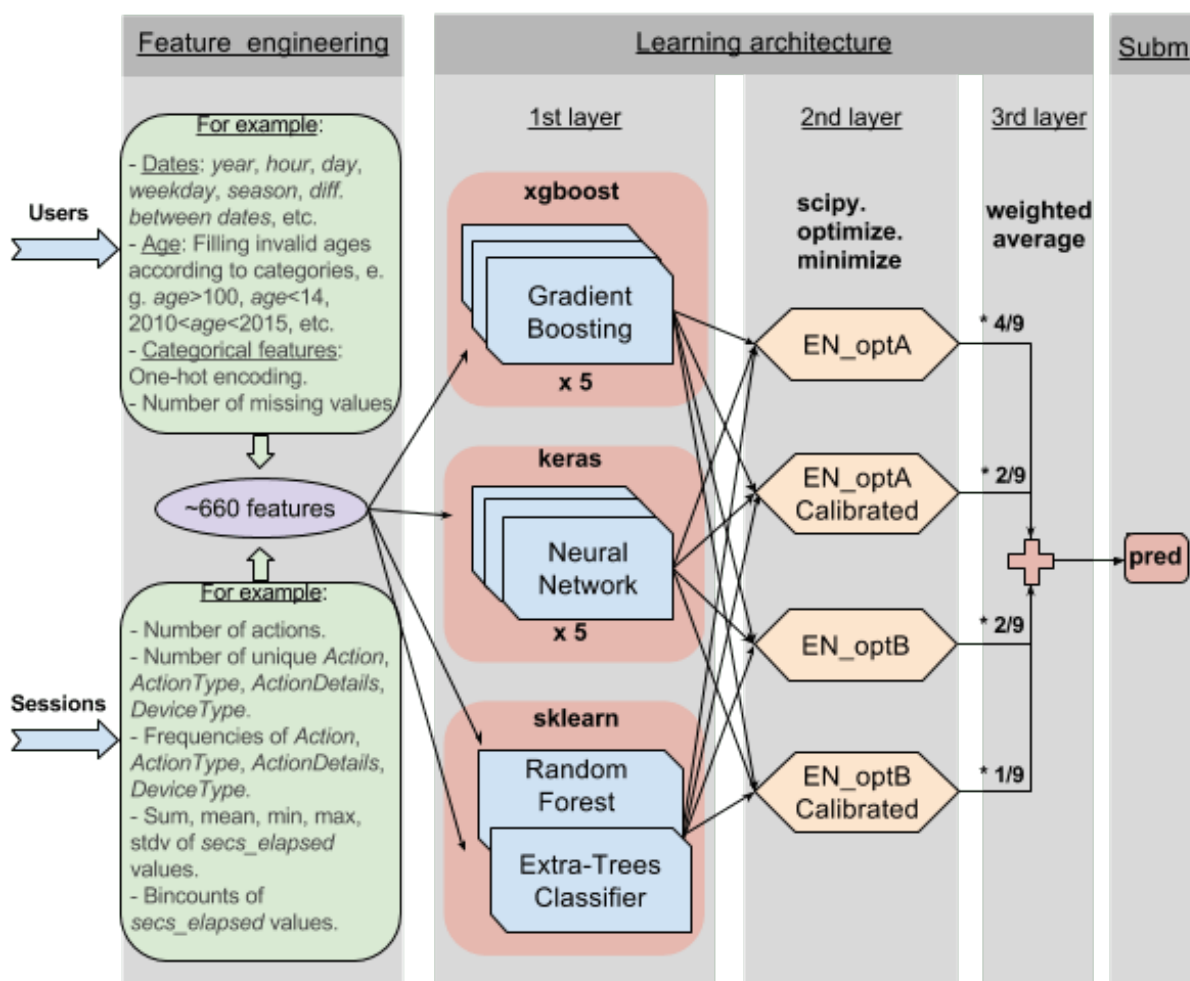 Feature engineering
Learning architecture
Subm
For example:
- Dates: year, hour, day,
weekday, season, diff.
between dates, etc.
- Age: Filling invalid ages
according to categories, e.
g. age>100, age<14,
2010<age<2015, etc.
- Categorical features:
One-hot encoding.
- Number of missing values
Users
~660 features
For example:
- Number of actions.
- Number of unique Action,
ActionType, ActionDetails,
DeviceType.
- Frequencies of Action,
ActionType, ActionDetails,
DeviceType.
- Sum, mean, min, max,
stdv of secs_elapsed
values.
- Bincounts of
secs_elapsed values.
Sessions
1st layer
xgboost
Gradient
Boosting
x 5
keras
Neural
Network
x 5
sklearn
Random
Forest
Extra-Trees
Classifier
2nd layer
scipy.
optimize.
minimize
EN_optA
EN_optA
Calibrated
EN_optB
EN_optB
Calibrated
3rd layer
weighted
average
* 4/9
* 2/9
* 2/9
* 1/9
pred